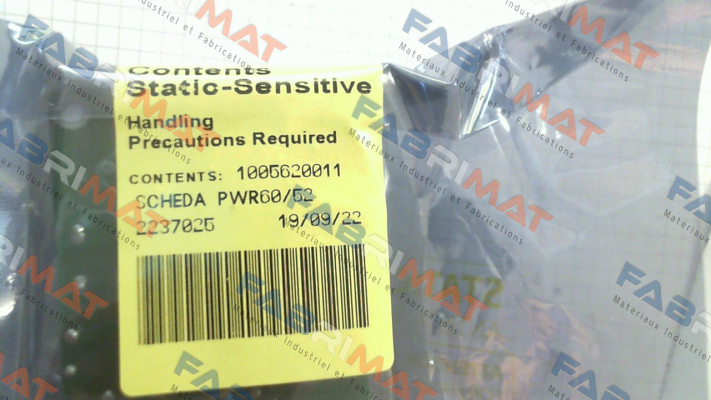 Contents
Static-Sensitive
Handling
Precautions Required
CONTENTS: 1005620011
SCHEDA PWR60/52
2237025 19/09/22
FABRIMAT
Materiaux Industriel et Fabrications